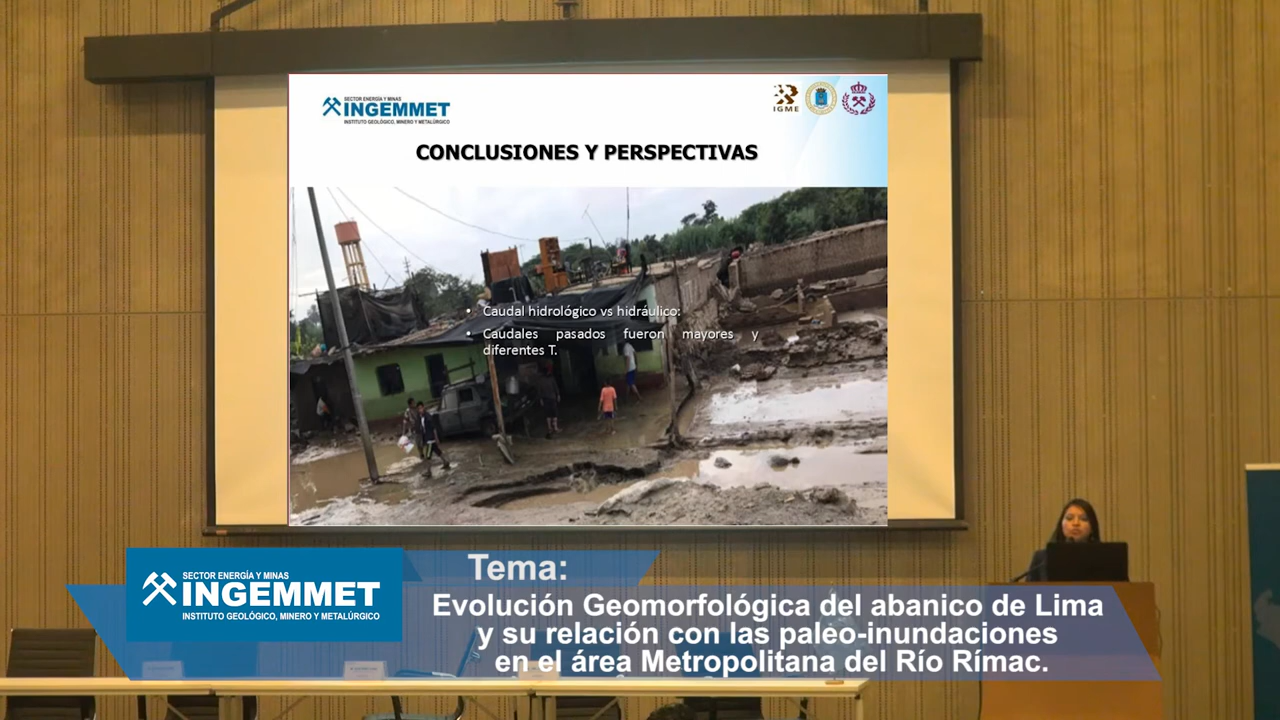 SECTOR ENERGÍA Y MINAS
INGEMMET
INSTITUTO GEOLÓGICO, MINERO Y METALÚRGICO
IGME
CONCLUSIONES Y PERSPECTIVAS
• Caudal hidrológico vs hidráulico:
• Caudales pasados fueron mayores y
diferentes T.
SECTOR ENERGÍA Y MINAS
INGEMMET
INSTITUTO GEOLÓGICO, MINERO Y METALÚRGICO
Tema:
Evolución Geomorfológica del abanico de Lima
y su relación con las paleo-inundaciones
en el área Metropolitana del Río Rímac.